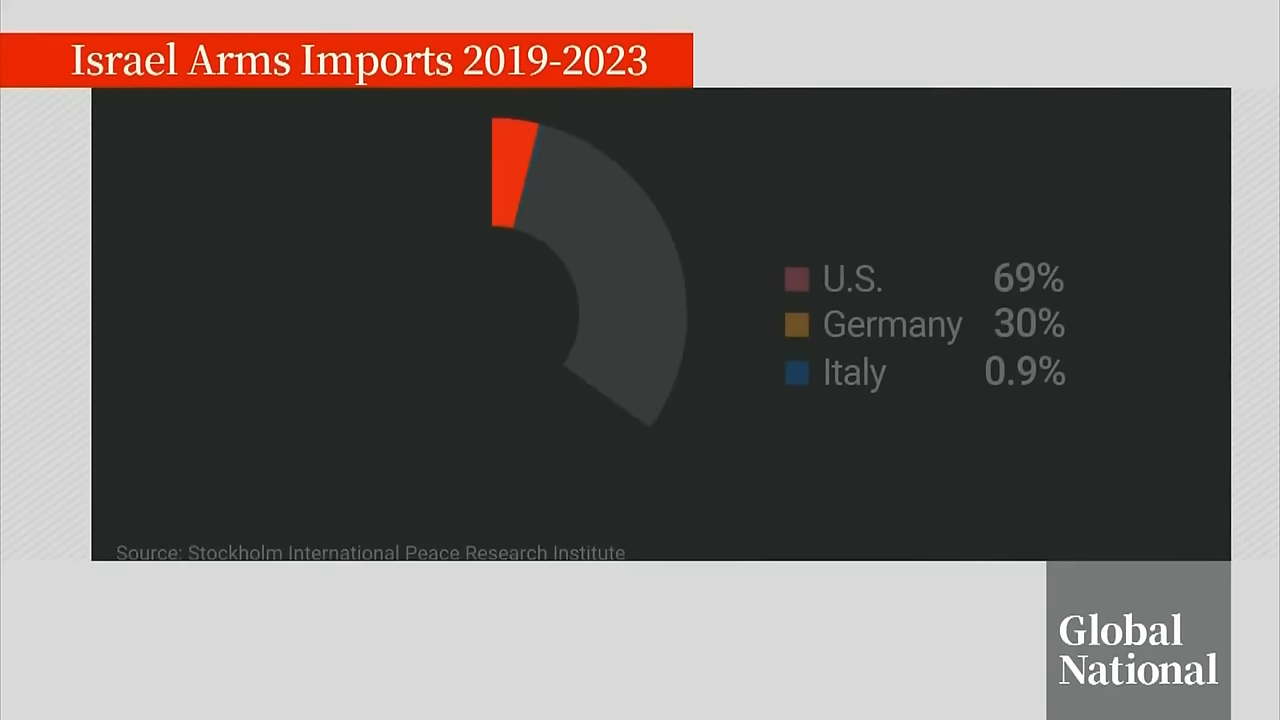 Israel Arms Imports 2019-2023
U.S. 69%
Germany 30%
Italy 0.9%
Source: Stockholm International Peace Research Institute
Global
National